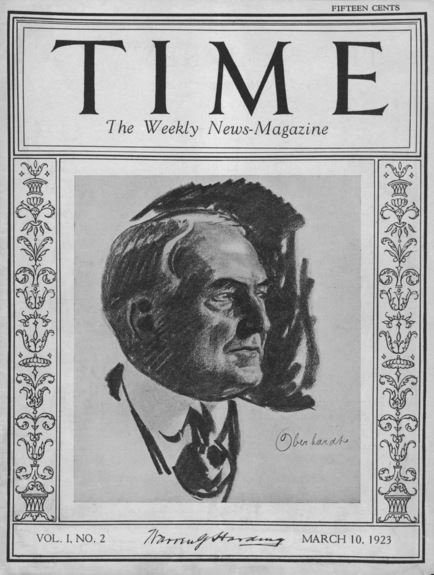 FIFTEEN CENTS
TIME
The Weekly News-Magazine
Oberhardt
VOL. I, NO. 2 Warren G Harding MARCH 10, 1923